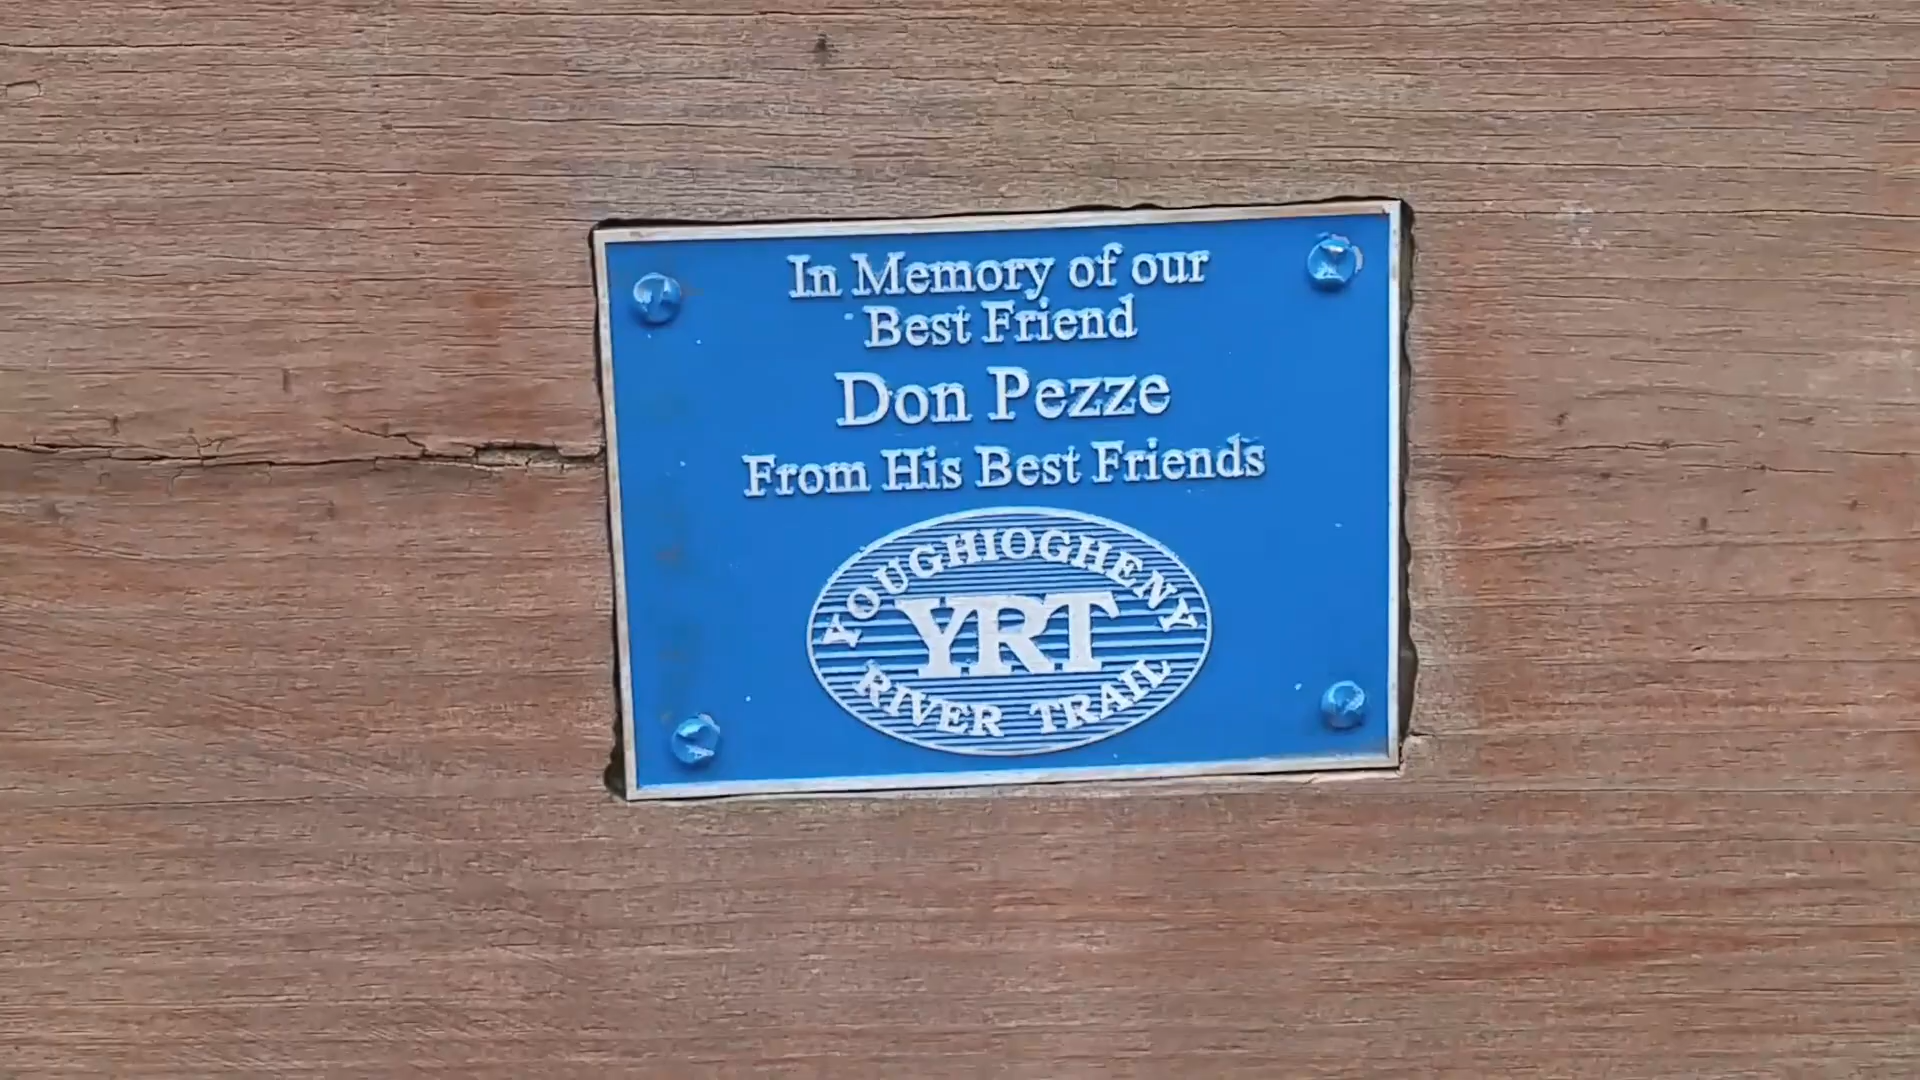 In Memory of our
Best Friend
Don Pezze
From His Best Friends
YOUGHIOGHENY
YRT
RIVER TRAIL